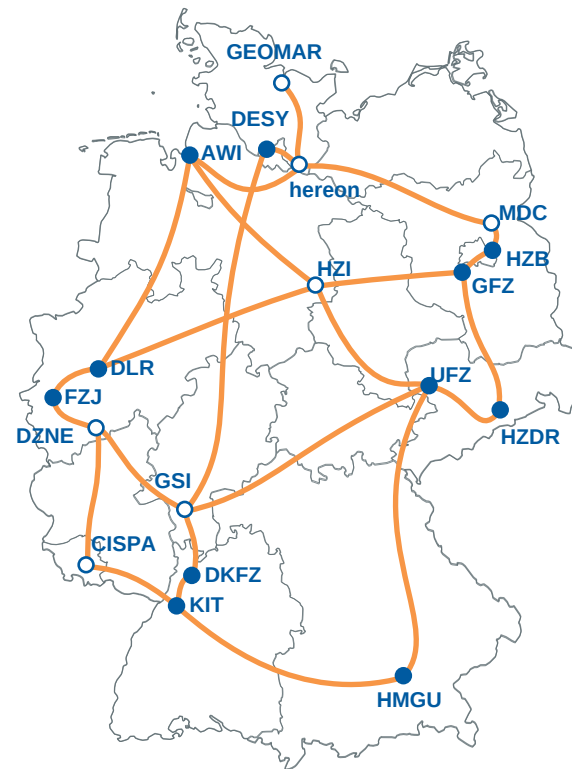 GEOMAR
DESY
AWI
hereon
MDC
HZB
HZI
GFZ
DLR
UFZ
FZJ
HZDR
DZNE
GSI
CISPA
DKFZ
KIT
HMGU